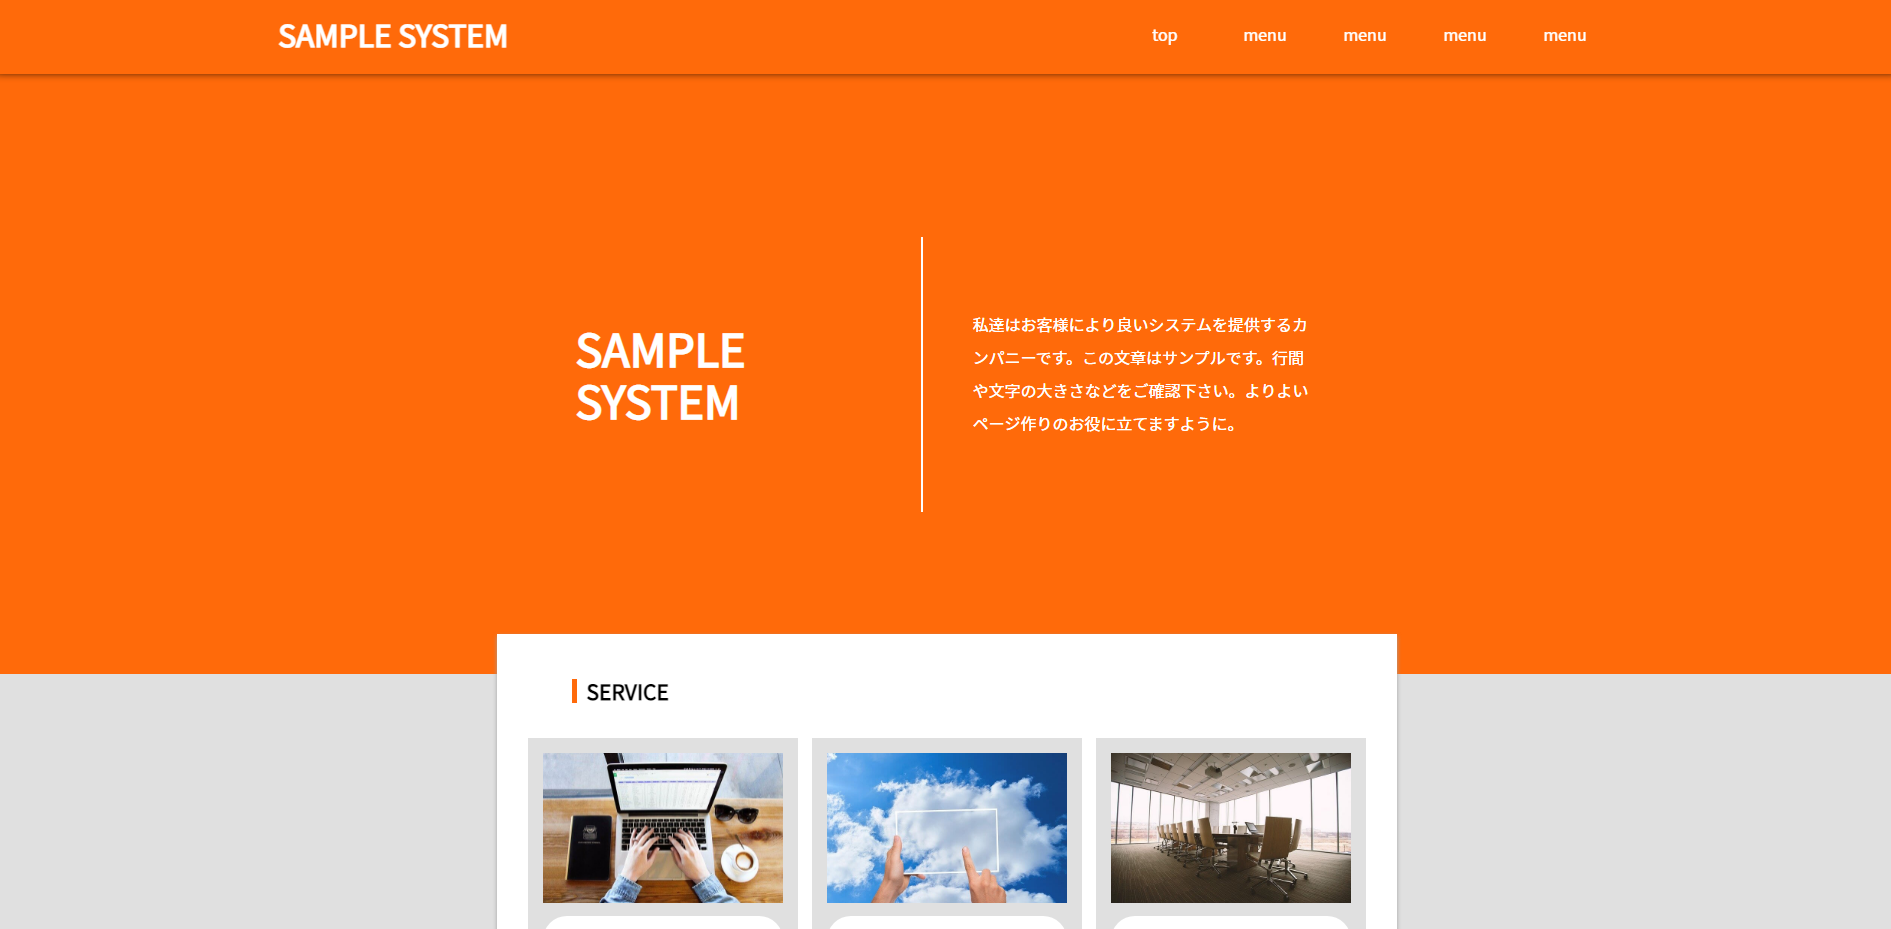 SAMPLE SYSTEM
top menu menu menu menu
SAMPLE
SYSTEM
私達はお客様により良いシステムを提供するカ
ンパニーです。この文章はサンプルです。行間
や文字の大きさなどをご確認下さい。よりよい
ページ作りのお役に立てますように。
SERVICE